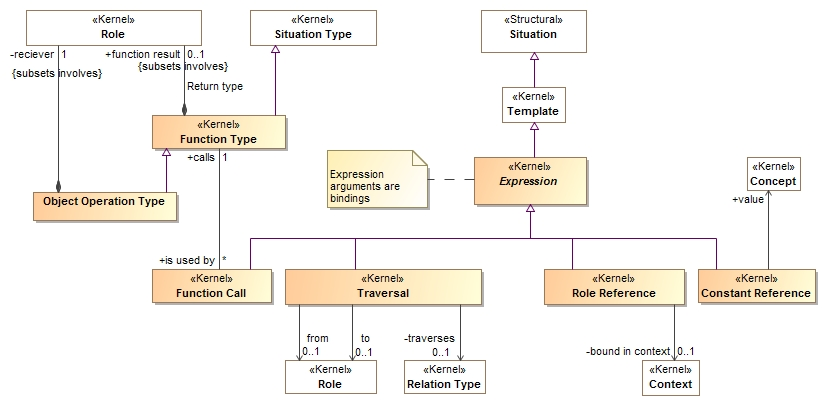 «Kernel»
Role
«Kernel»
Situation Type
«Structural»
Situation
-reciever 1
{subsets involves}
+function result 0..1
{subsets involves}
Return type
«Kernel»
Template
«Kernel»
Function Type
+calls 1
Expression
arguments are
bindings
«Kernel»
Expression
«Kernel»
Concept
+value
Object Operation Type
+is used by *
«Kernel»
Function Call
«Kernel»
Traversal
«Kernel»
Role Reference
«Kernel»
Constant Reference
from
0..1
to
0..1
-traverses
0..1
-bound in context 0..1
«Kernel»
Role
«Kernel»
Relation Type
«Kernel»
Context